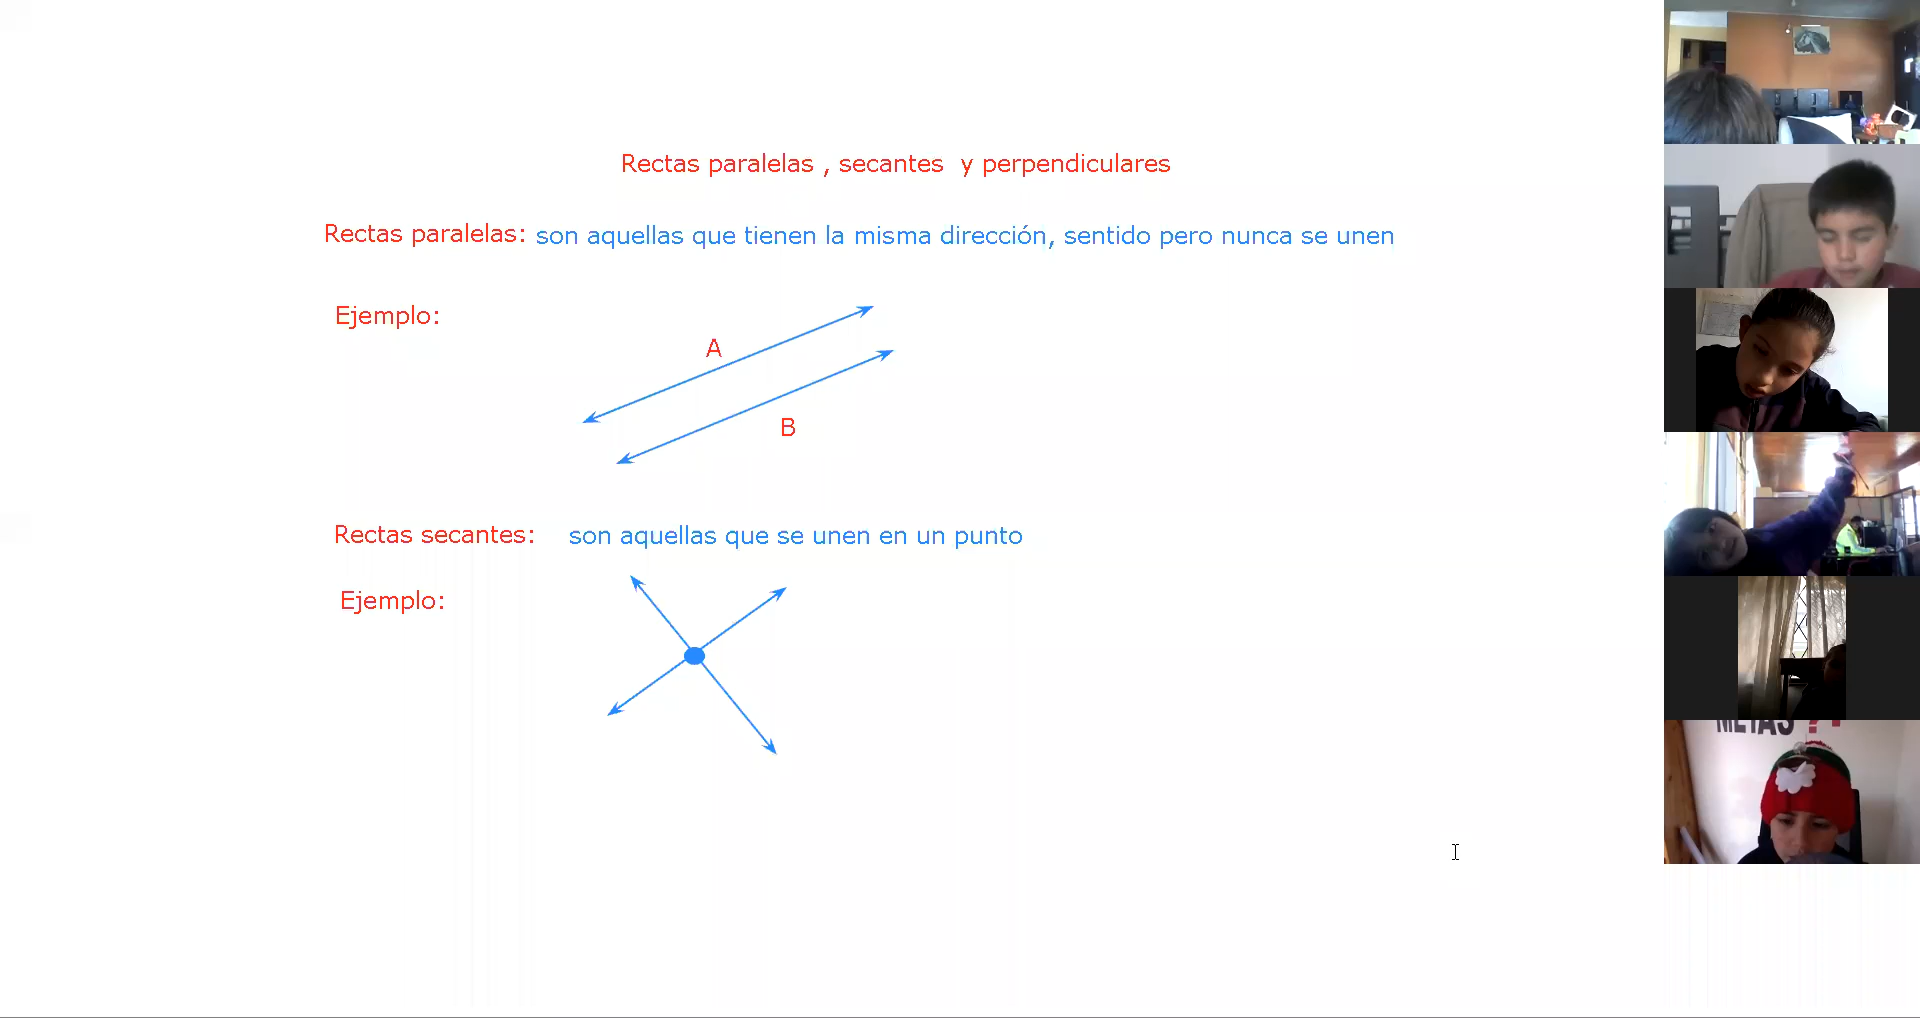 Rectas paralelas , secantes y perpendiculares
Rectas paralelas: son aquellas que tienen la misma dirección, sentido pero nunca se unen
Ejemplo:
A
B
Rectas secantes: son aquellas que se unen en un punto
Ejemplo:
METAS